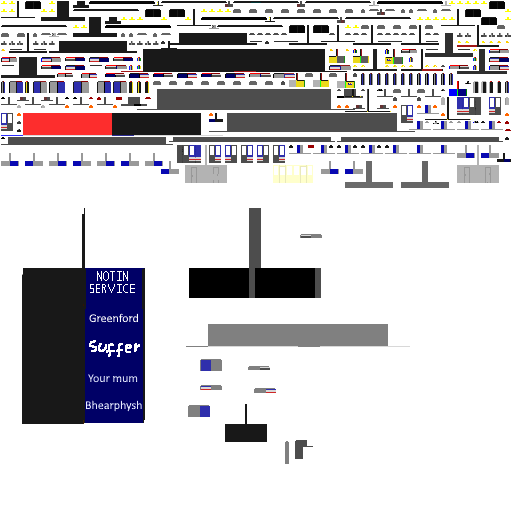 NOTIN
SERVICE
Greenford
Suffer
Your mum
Bhearphysh